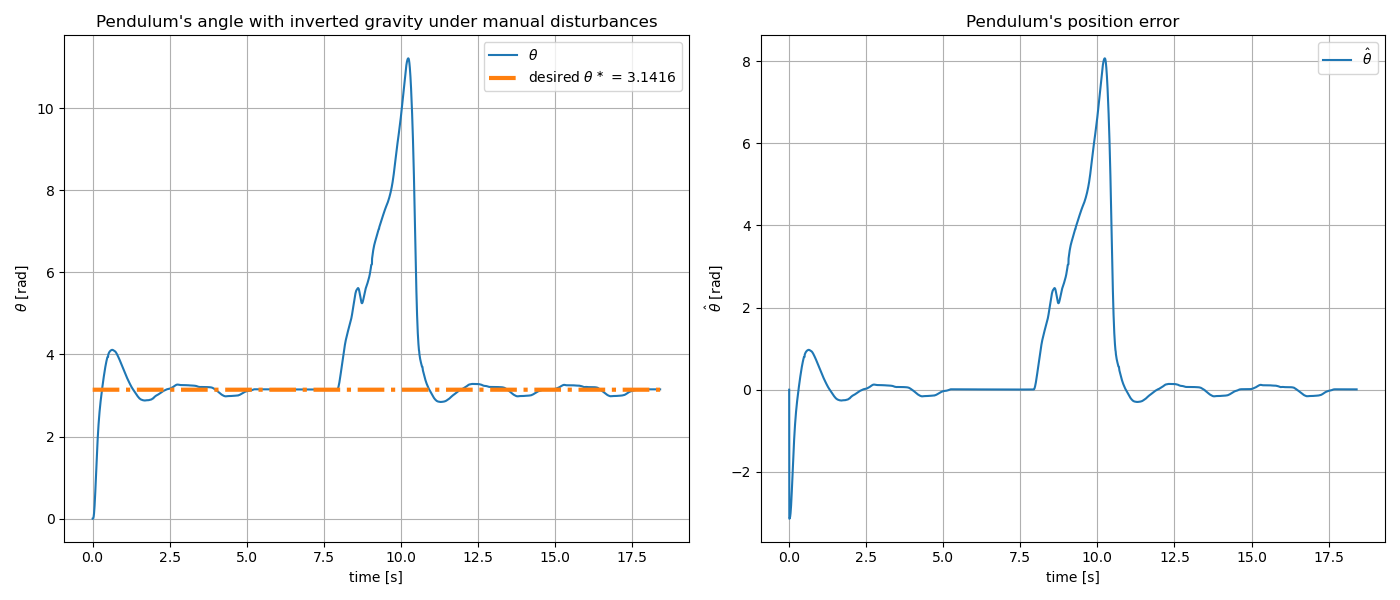 Pendulum's angle with inverted gravity under manual disturbances
θ
desired θ * = 3.1416
10
8
6
4
2
0
θ [rad]
0.0 2.5 5.0 7.5 10.0 12.5 15.0 17.5
time [s]
Pendulum's position error
θ̂
8
6
4
2
0
−2
θ̂ [rad]
0.0 2.5 5.0 7.5 10.0 12.5 15.0 17.5
time [s]